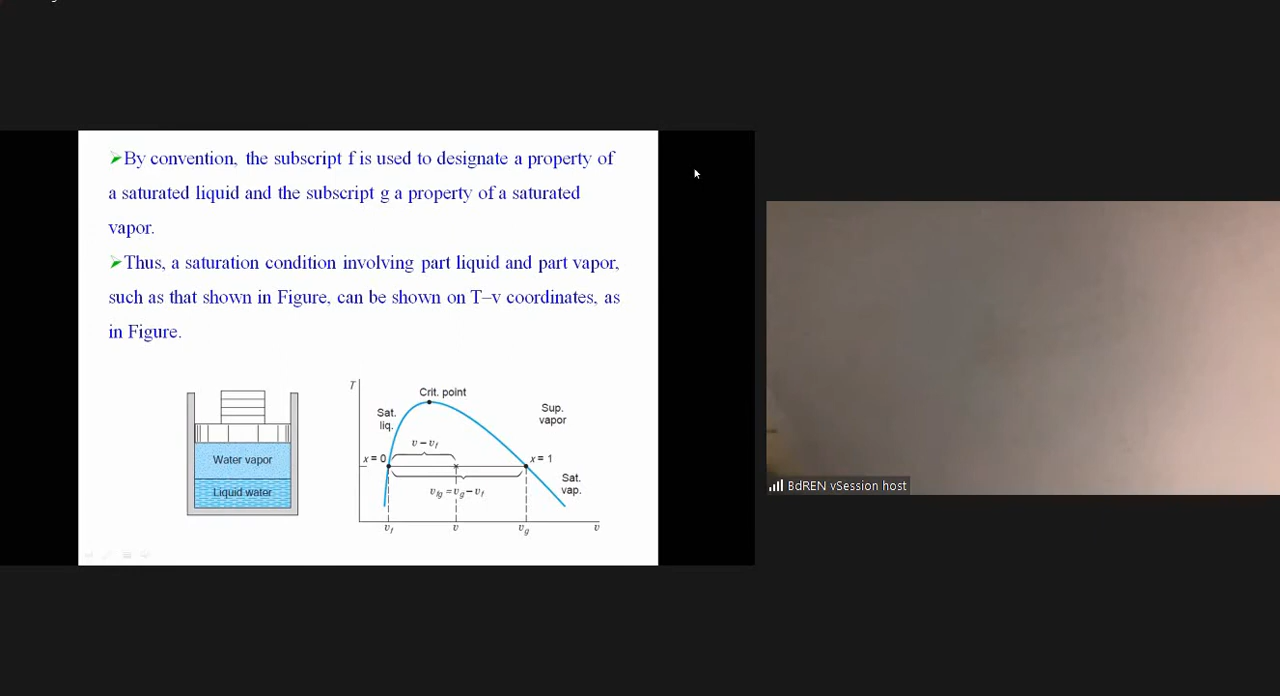 ➢By convention, the subscript f is used to designate a property of
a saturated liquid and the subscript g a property of a saturated
vapor.
➢Thus, a saturation condition involving part liquid and part vapor,
such as that shown in Figure, can be shown on T–v coordinates, as
in Figure.
Water vapor
Liquid water
T
Crit. point
Sat.
liq.
Sup.
vapor
v – vf
x = 0
x = 1
vfg = vg – vf
Sat.
vap.
vf
v
vg
v
BdREN vSession host